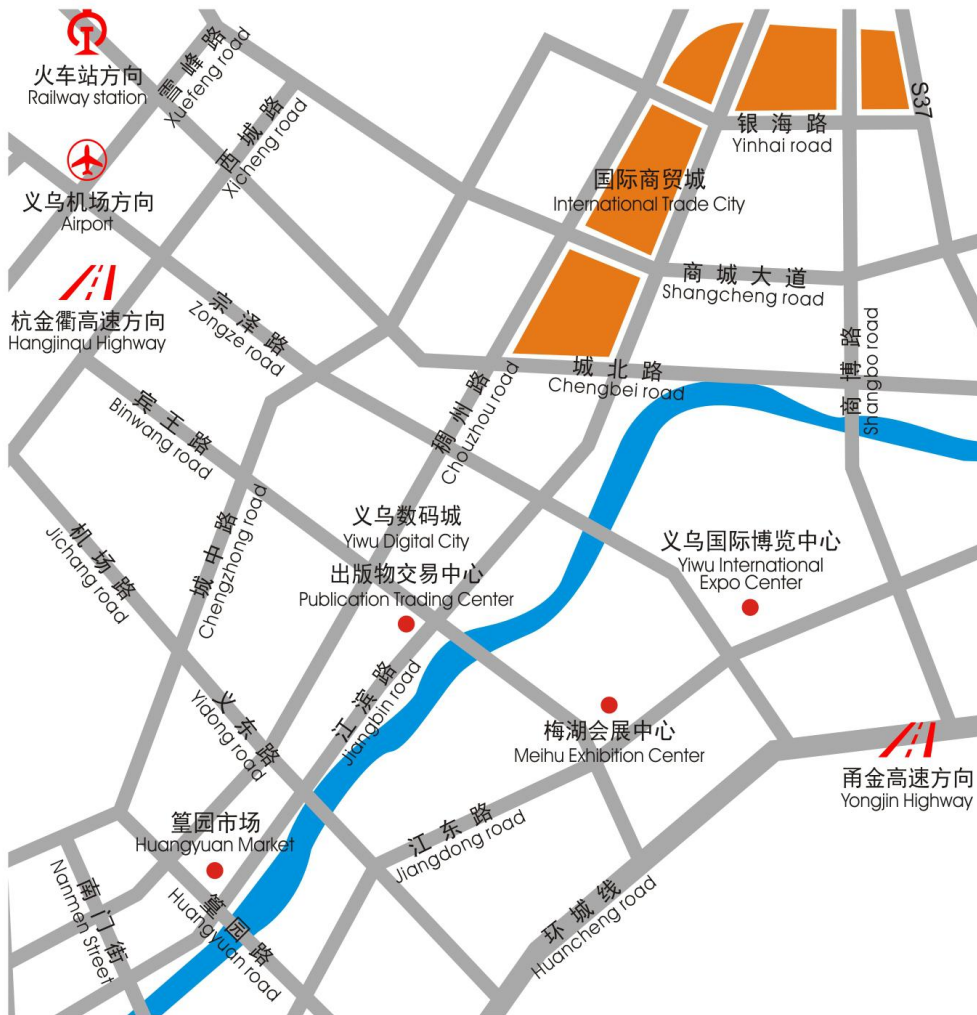 火车站方向
Railway station
雪峰路
Xuefeng road
西城路
Xicheng road
S37
银海路
Yinhai road
义乌机场方向
Airport
国际商贸城
International Trade City
杭金衢高速方向
Hangjinqu Highway
宗泽路
Zongze road
商城大道
Shangcheng road
城北路
Chengbei road
商博路
Shangbo road
宾王路
Binwang road
稠州路
Chouzhou road
机场路
Jichang road
城中路
Chengzhong road
义乌数码城
Yiwu Digital City
出版物交易中心
Publication Trading Center
义乌国际博览中心
Yiwu International
Expo Center
义东路
Yidong road
江滨路
Jiangbin road
梅湖会展中心
Meihu Exhibition Center
甬金高速方向
Yongjin Highway
篁园市场
Huangyuan Market
江东路
Jiangdong road
南门街
Nanmen Street
篁园路
Huangyuan road
环城线
Huancheng road